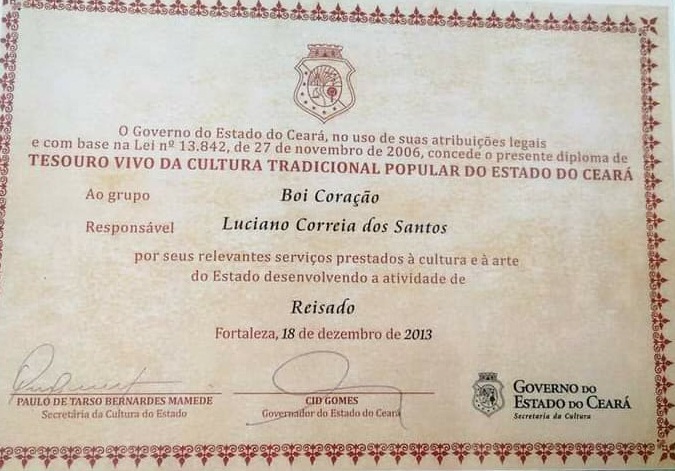 O Governo do Estado do Ceará, no uso de suas atribuições legais
e com base na Lei nº 13.842, de 27 de novembro de 2006, concede o presente diploma de
TESOURO VIVO DA CULTURA TRADICIONAL POPULAR DO ESTADO DO CEARÁ
Ao grupo Boi Coração
Responsável Luciano Correia dos Santos
por seus relevantes serviços prestados à cultura e à arte
do Estado desenvolvendo a atividade de
Reisado
Fortaleza, 18 de dezembro de 2013
PAULO DE TARSO BERNARDES MAMEDE
Secretária da Cultura do Estado
CID GOMES
Governador do Estado do Ceará
GOVERNO DO
ESTADO DO CEARÁ
Secretaria da Cultura